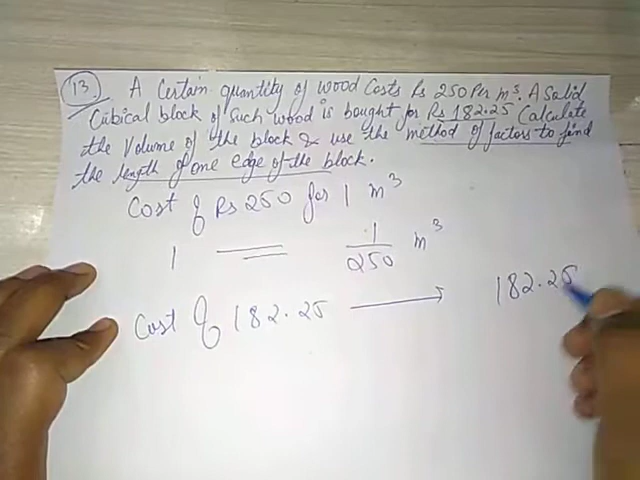 13 A Certain quantity of wood Costs Rs 250 Per m³. A Solid
Cubical block of Such wood is bought for Rs 182.25 Calculate
the Volume of the block & use the method of factors to find
the length of one edge of the block.
Cost of Rs 250 for 1 m³
1 —— 1/250 m³
Cost of 182.25 → 182.25